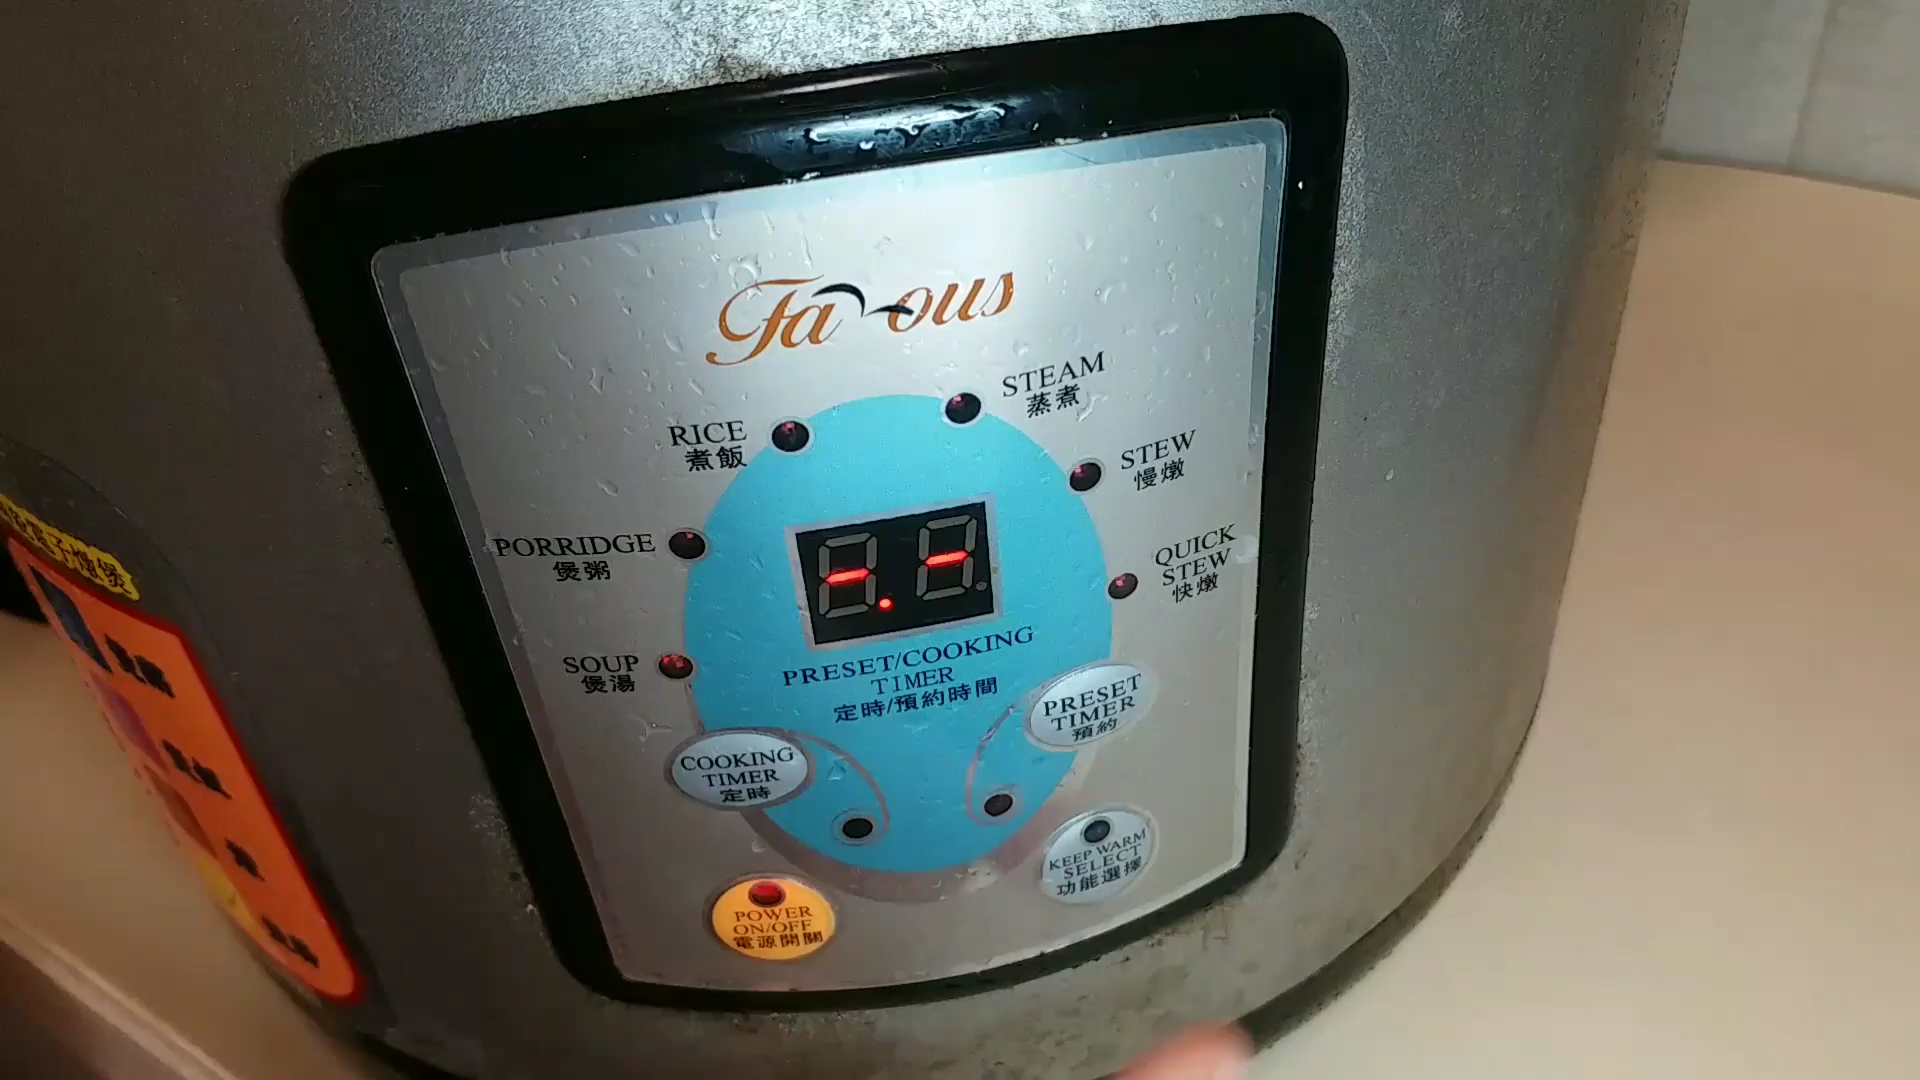 Famous
STEAM
蒸煮
RICE
煮飯
STEW
慢燉
PORRIDGE
煲粥
QUICK
STEW
快燉
SOUP
煲湯
PRESET/COOKING
TIMER
定時/預約時間
PRESET
TIMER
預約
COOKING
TIMER
定時
KEEP WARM
SELECT
功能選擇
POWER
ON/OFF
電源開關
-.-